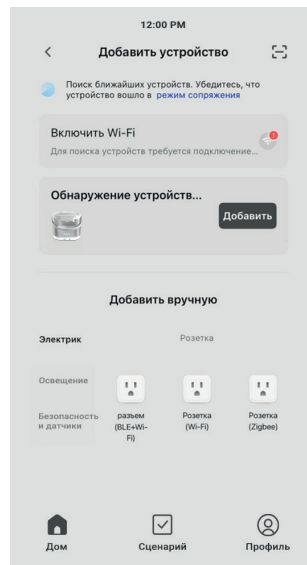 12:00 PM
Добавить устройство
Поиск ближайших устройств. Убедитесь, что
устройство вошло в режим сопряжения
Включить Wi-Fi
Для поиска устройств требуется подключение...
Обнаружение устройств...
Добавить
Добавить вручную
Электрик
Розетка
Освещение
Безопасность
и датчики
разъем
(BLE+Wi-
Fi)
Розетка
(Wi-Fi)
Розетка
(Zigbee)
Дом
Сценарий
Профиль